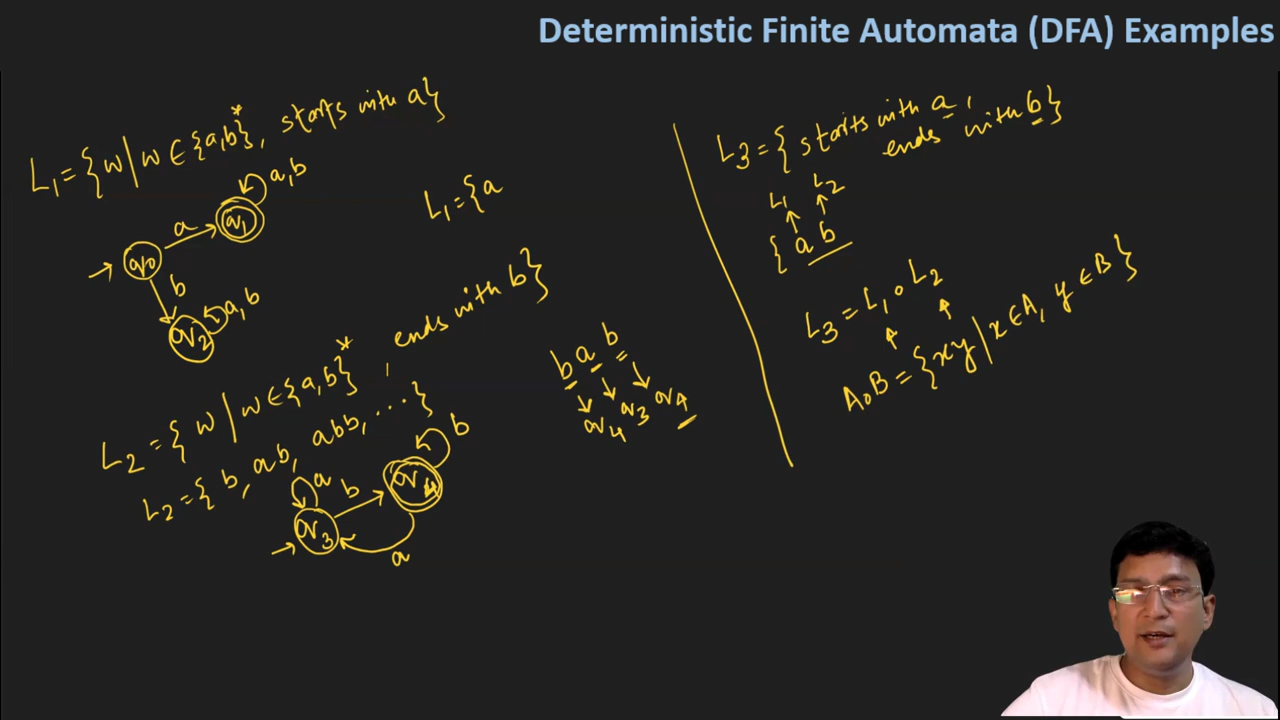 Deterministic Finite Automata (DFA) Examples
L₁ = { w | w ∈ {a,b}*, starts with a}
a,b
a
q₁
q₀
b
a,b
q₂
L₁ = { a
L₂ = { w | w ∈ {a,b}*, ends with b}
L₂ = { b, ab, abb, ... }
a
b
b
q₃
q₄
a
b a b
q₄ q₃ q₄
L₃ = { starts with a,
ends with b}
L₁ L₂
{ a b
L₃ = L₁ ∘ L₂
A∘B = { xy | x ∈ A, y ∈ B }